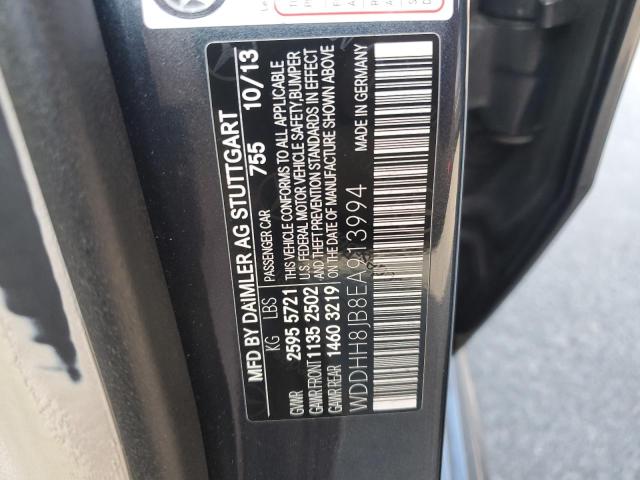 MFD BY DAIMLER AG STUTTGART
755 10/13
KG LBS PASSENGER CAR
GVWR 2595 5721 THIS VEHICLE CONFORMS TO ALL APPLICABLE
U.S. FEDERAL MOTOR VEHICLE SAFETY, BUMPER
GAWR FRONT 1135 2502 AND THEFT PREVENTION STANDARDS IN EFFECT
GAWR REAR 1460 3219 ON THE DATE OF MANUFACTURE SHOWN ABOVE
WDDHH8JB8EA913994 MADE IN GERMANY